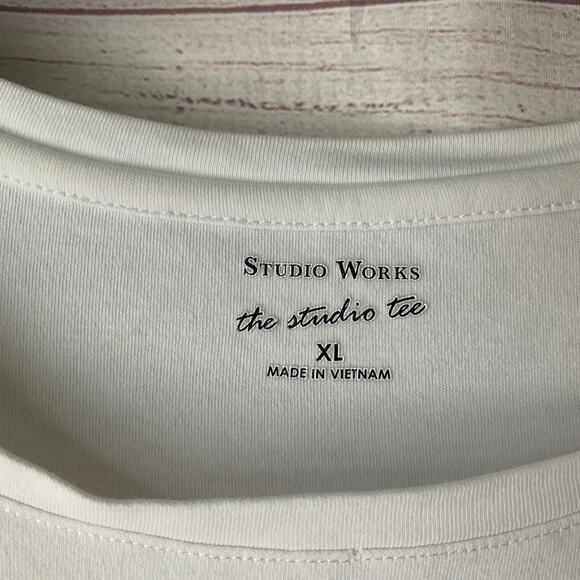 STUDIO WORKS
the studio tee
XL
MADE IN VIETNAM